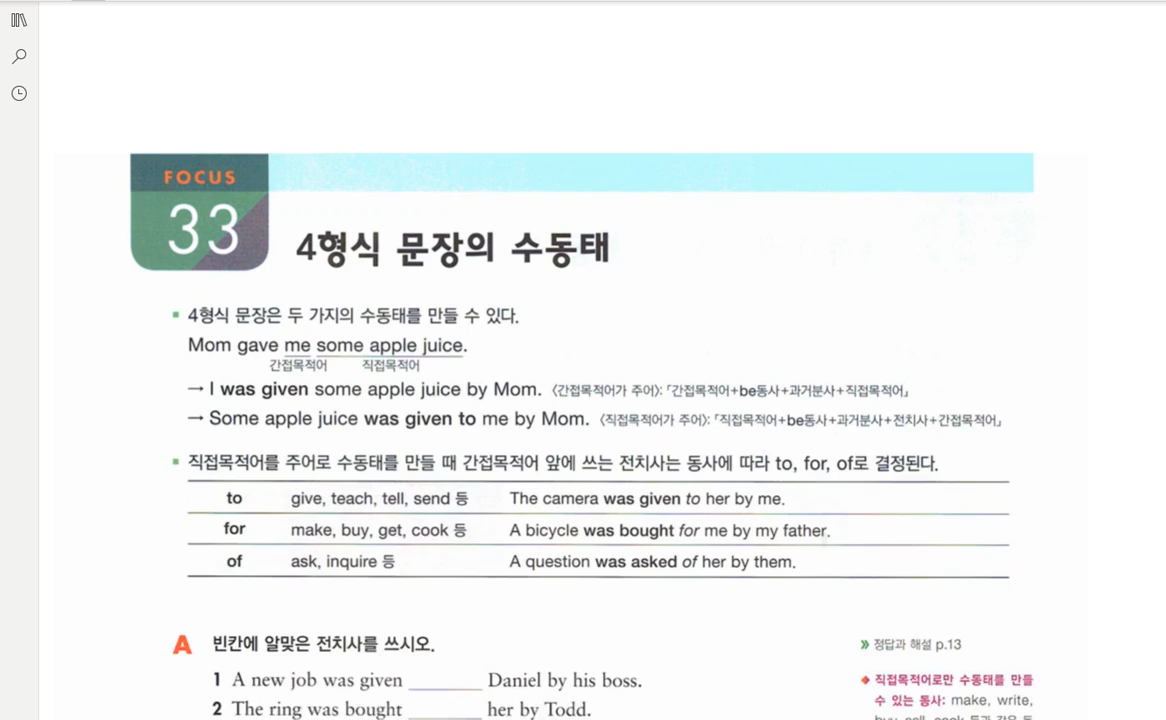 FOCUS
33
4형식 문장의 수동태
▪ 4형식 문장은 두 가지의 수동태를 만들 수 있다.
Mom gave me some apple juice.
간접목적어 직접목적어
→ I was given some apple juice by Mom. 〈간접목적어가 주어〉: 「간접목적어+be동사+과거분사+직접목적어」
→ Some apple juice was given to me by Mom. 〈직접목적어가 주어〉: 「직접목적어+be동사+과거분사+전치사+간접목적어」
▪ 직접목적어를 주어로 수동태를 만들 때 간접목적어 앞에 쓰는 전치사는 동사에 따라 to, for, of로 결정된다.
to give, teach, tell, send 등 The camera was given to her by me.
for make, buy, get, cook 등 A bicycle was bought for me by my father.
of ask, inquire 등 A question was asked of her by them.
A 빈칸에 알맞은 전치사를 쓰시오.
» 정답과 해설 p.13
1 A new job was given ______ Daniel by his boss.
2 The ring was bought ______ her by Todd.
◆ 직접목적어로만 수동태를 만들
수 있는 동사: make, write,
buy, sell, cook 등과 같은 동